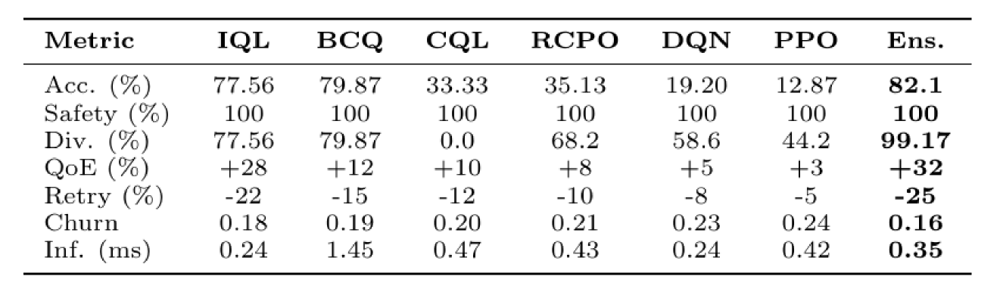 Metric IQL BCQ CQL RCPO DQN PPO Ens.
Acc. (%) 77.56 79.87 33.33 35.13 19.20 12.87 82.1
Safety (%) 100 100 100 100 100 100 100
Div. (%) 77.56 79.87 0.0 68.2 58.6 44.2 99.17
QoE (%) +28 +12 +10 +8 +5 +3 +32
Retry (%) -22 -15 -12 -10 -8 -5 -25
Churn 0.18 0.19 0.20 0.21 0.23 0.24 0.16
Inf. (ms) 0.24 1.45 0.47 0.43 0.24 0.42 0.35